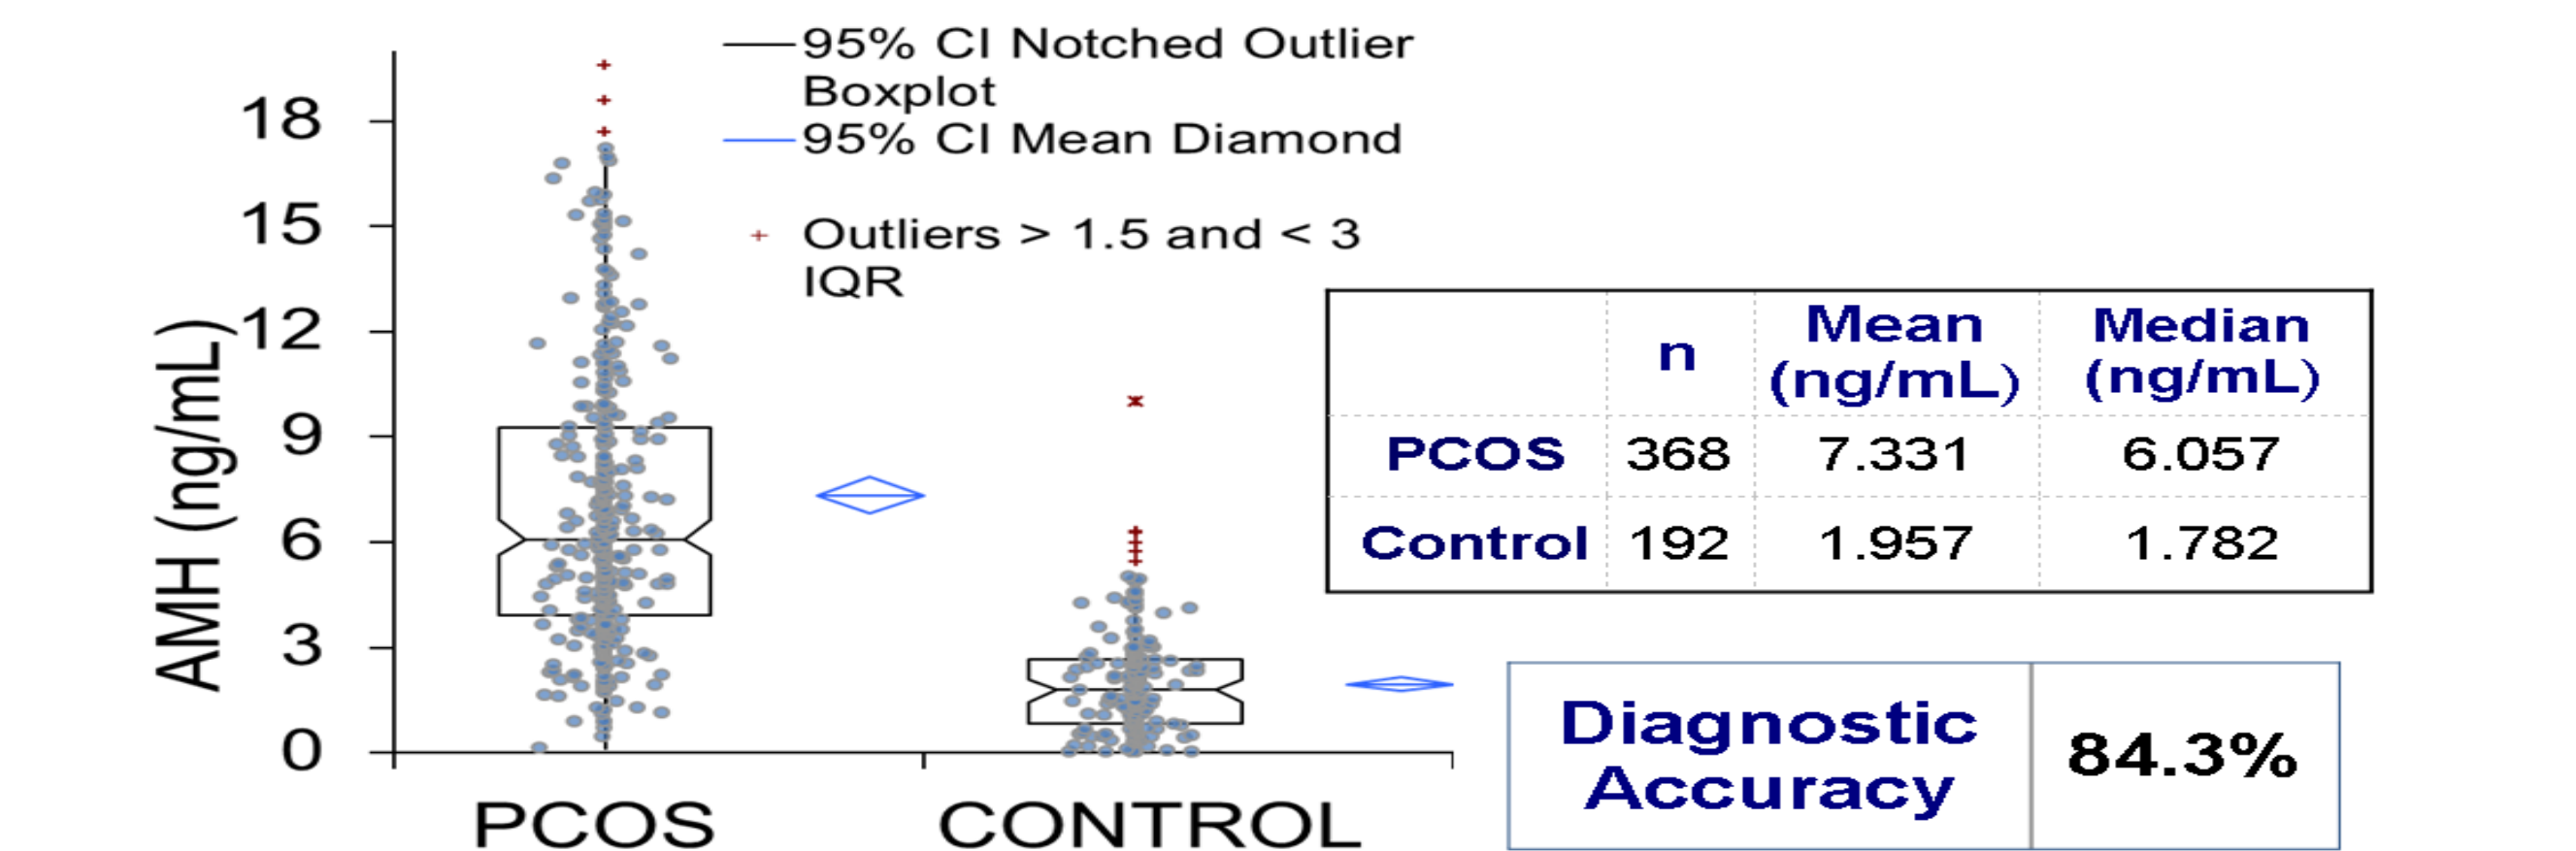 95% CI Notched Outlier
Boxplot
95% CI Mean Diamond
Outliers > 1.5 and < 3
IQR
AMH (ng/mL)
18
15
12
9
6
3
0
PCOS
CONTROL
n Mean (ng/mL) Median (ng/mL)
PCOS 368 7.331 6.057
Control 192 1.957 1.782
Diagnostic
Accuracy
84.3%